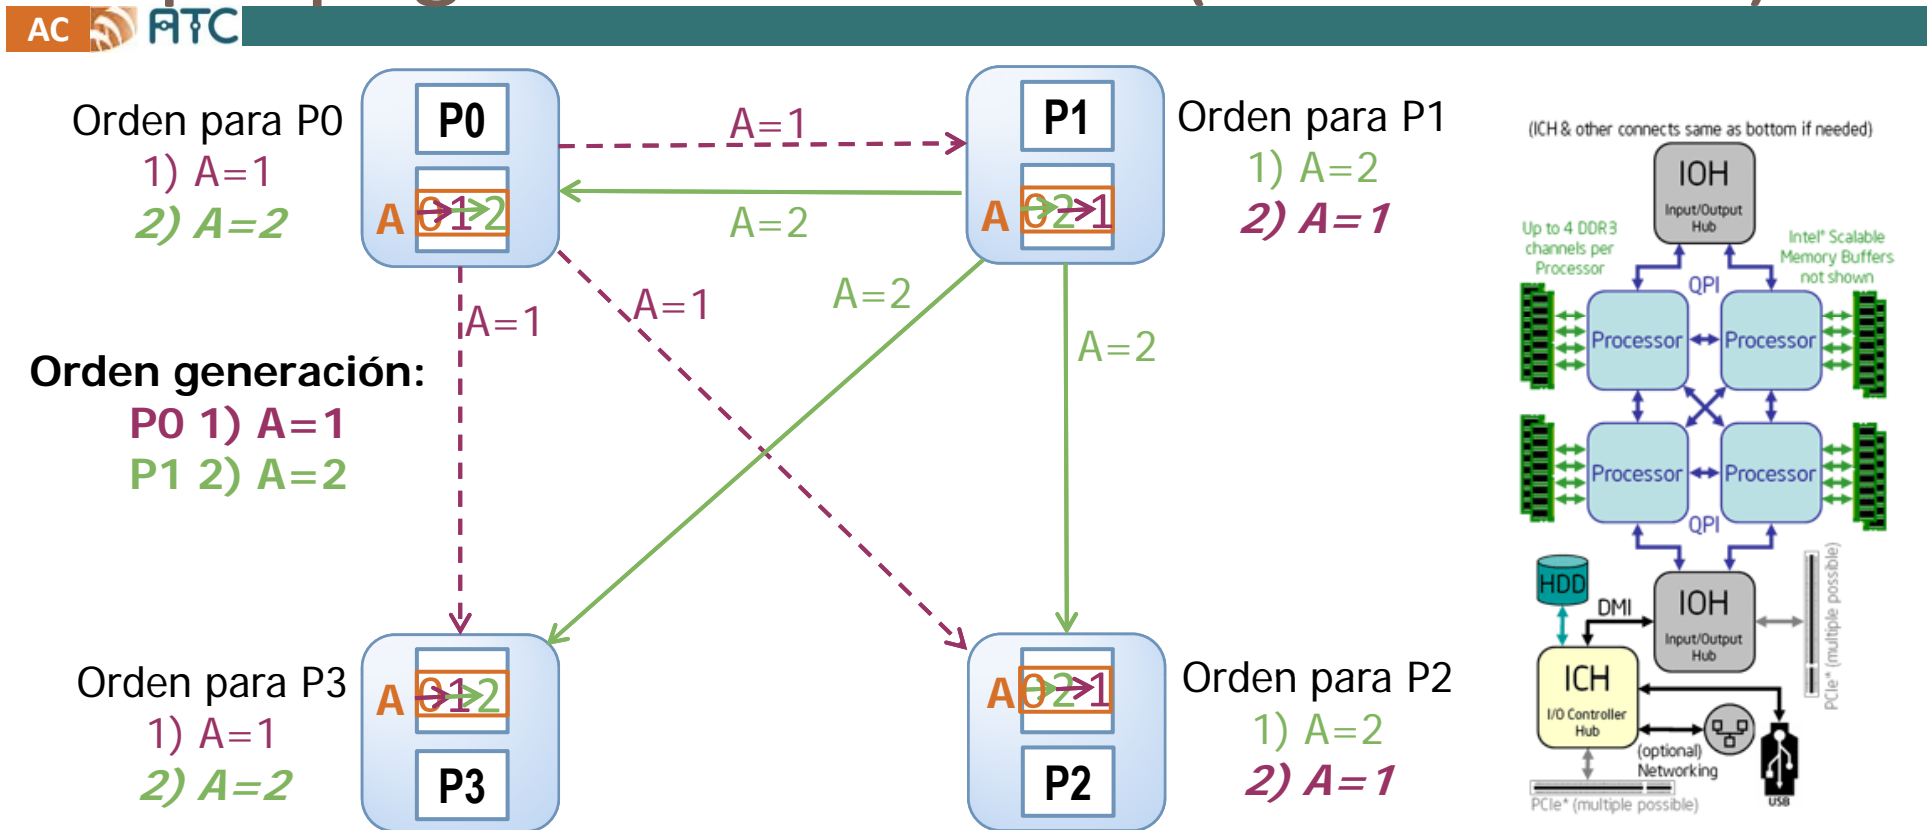 AC ATC
Orden para P0
1) A=1
2) A=2
P0
A 0 1 2
A=1
A=2
P1
A 0 2 1
Orden para P1
1) A=2
2) A=1
A=1
A=1
A=2
A=2
Orden generación:
P0 1) A=1
P1 2) A=2
Orden para P3
1) A=1
2) A=2
A 0 1 2
P3
A 0 2 1
P2
Orden para P2
1) A=2
2) A=1
(ICH & other connects same as bottom if needed)
IOH
Input/Output
Hub
Up to 4 DDR3
channels per
Processor
Intel® Scalable
Memory Buffers
not shown
QPI
Processor
Processor
Processor
Processor
QPI
HDD
DMI
IOH
Input/Output
Hub
PCIe* (multiple possible)
ICH
I/O Controller
Hub
(optional)
Networking
USB
PCIe* (multiple possible)